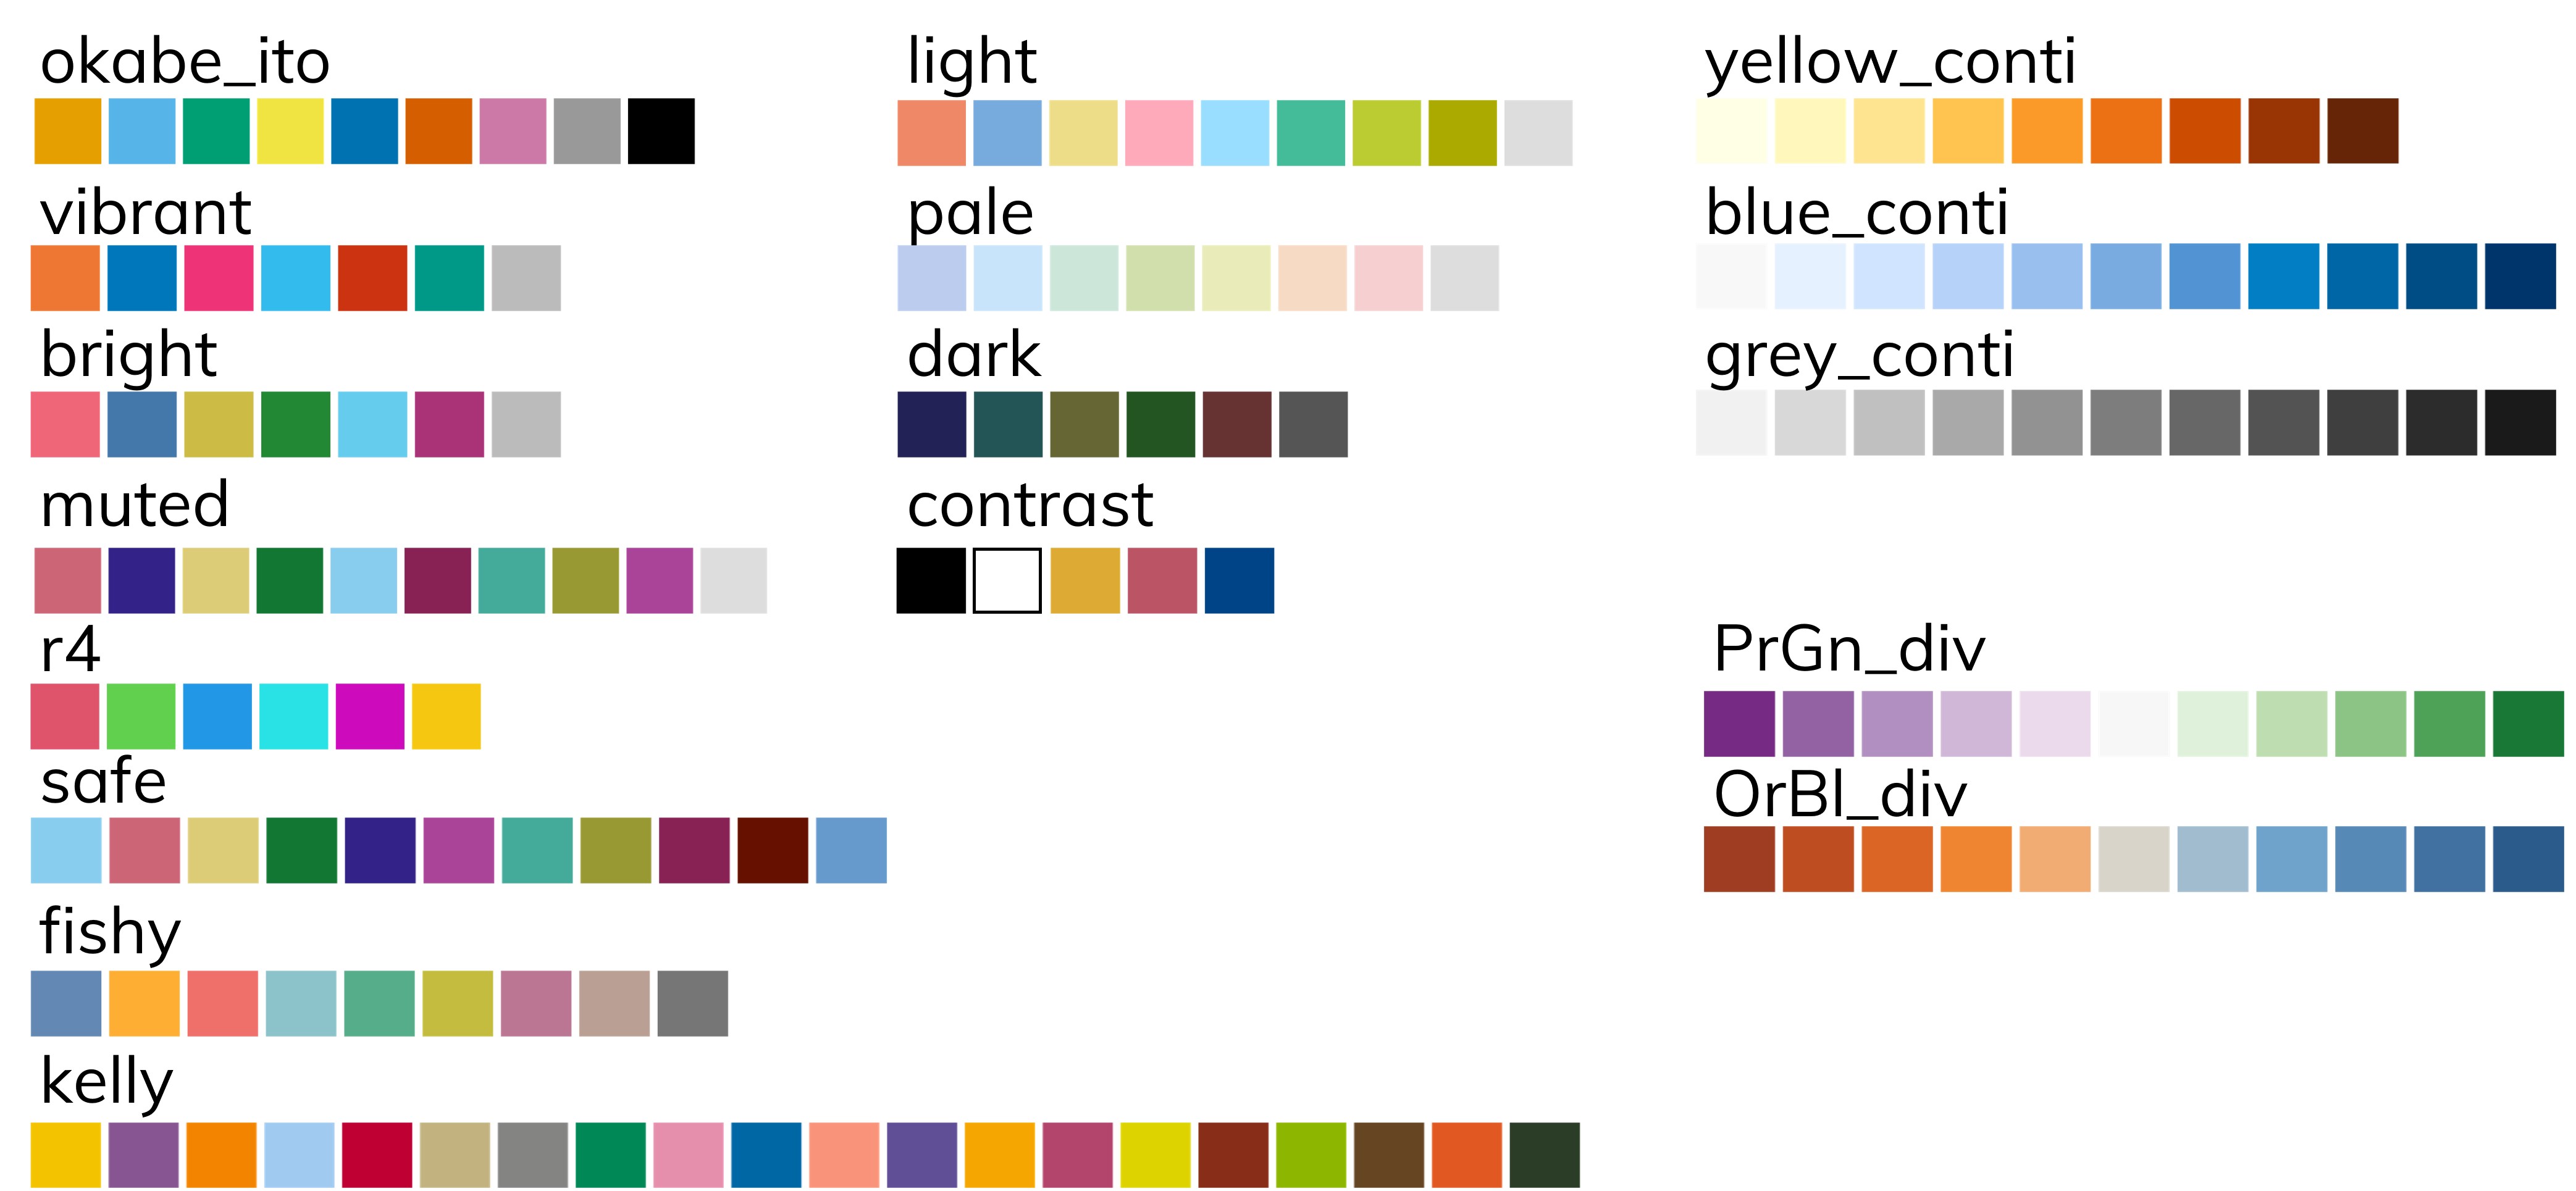 okabe_ito
vibrant
bright
muted
r4
safe
fishy
kelly
light
pale
dark
contrast
yellow_conti
blue_conti
grey_conti
PrGn_div
OrBl_div